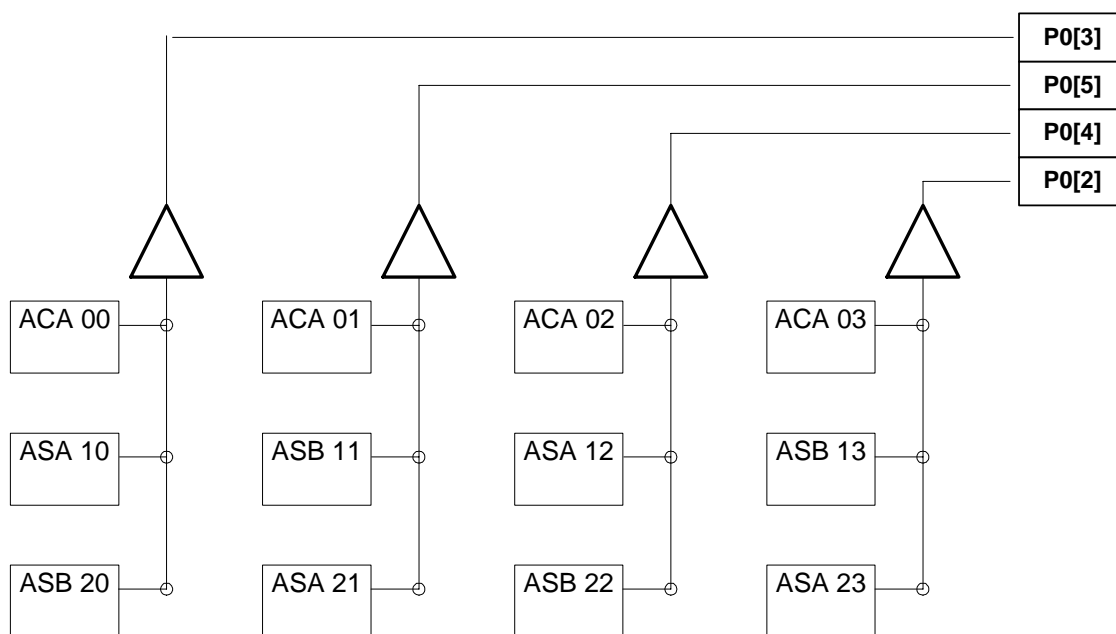 P0[3]
P0[5]
P0[4]
P0[2]
ACA 00
ACA 01
ACA 02
ACA 03
ASA 10
ASB 11
ASA 12
ASB 13
ASB 20
ASA 21
ASB 22
ASA 23